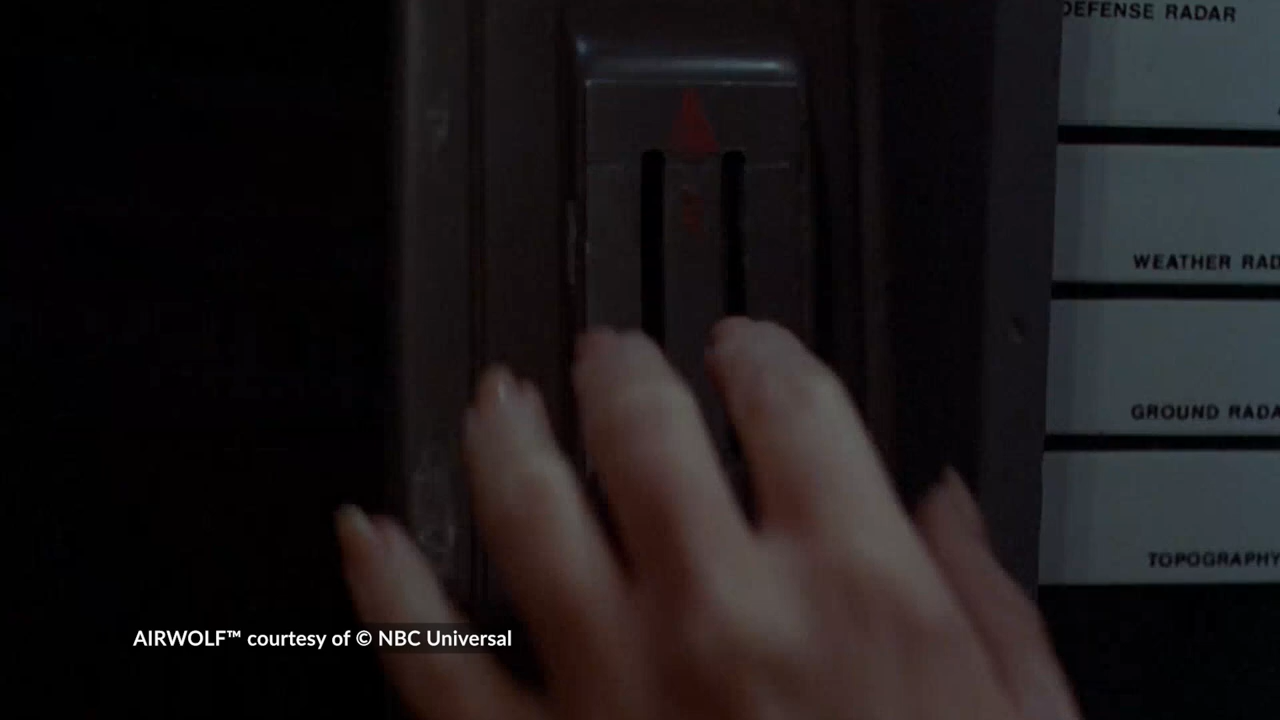 DEFENSE RADAR
WEATHER RAD
GROUND RADA
TOPOGRAPHY
AIRWOLF™ courtesy of © NBC Universal